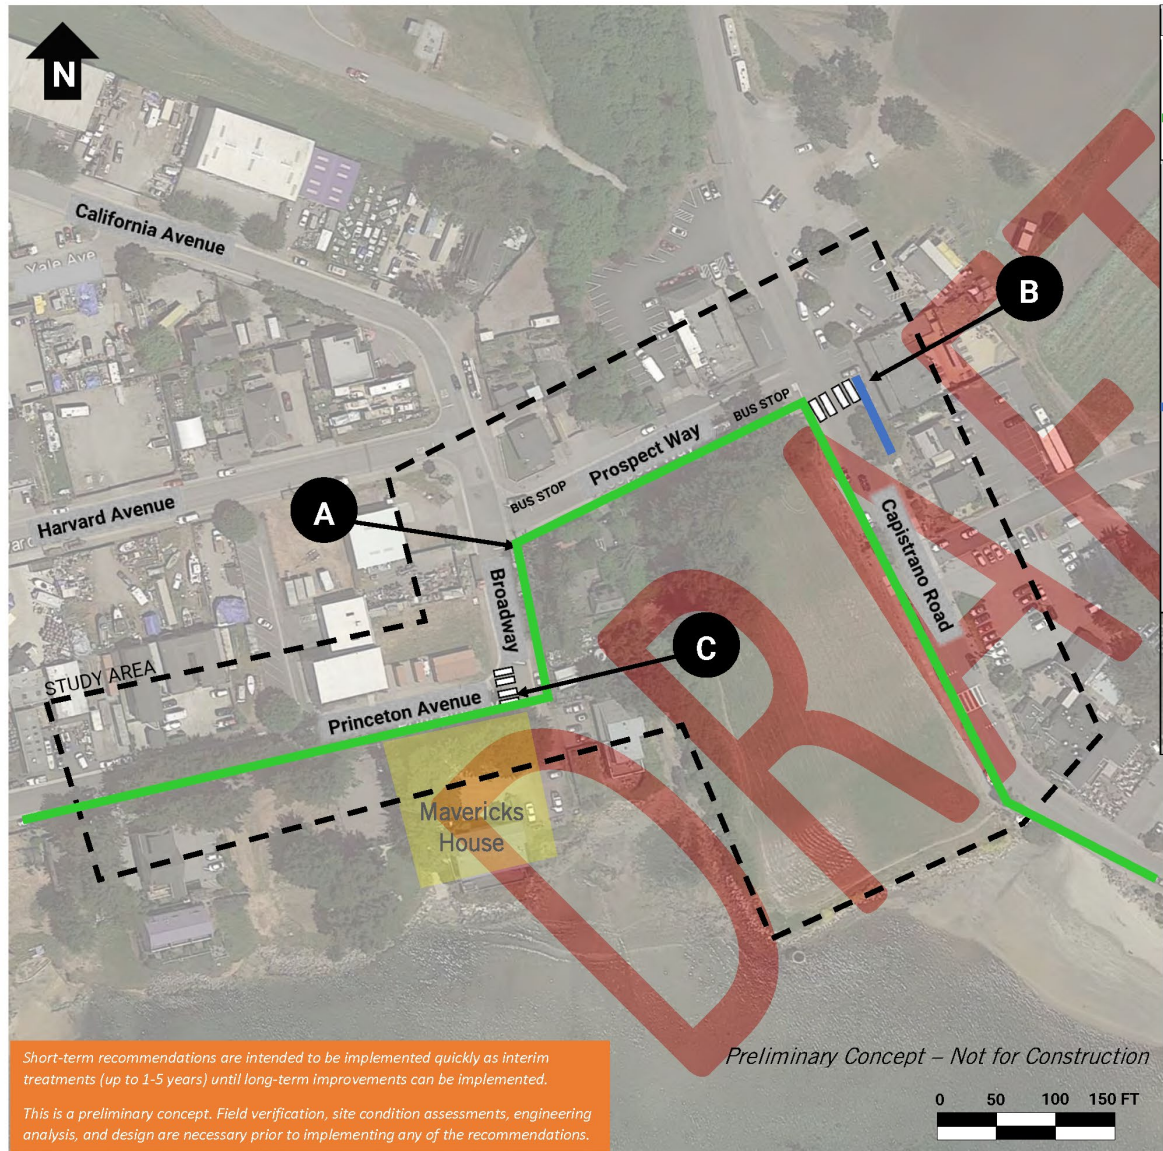 N
California Avenue
Yale Ave
B
BUS STOP
Prospect Way
BUS STOP
Harvard Avenue
A
Capistrano Road
Broadway
C
STUDY AREA
Princeton Avenue
Mavericks
House
DRAFT
Short-term recommendations are intended to be implemented quickly as interim
treatments (up to 1-5 years) until long-term improvements can be implemented.
This is a preliminary concept. Field verification, site condition assessments, engineering
analysis, and design are necessary prior to implementing any of the recommendations.
Preliminary Concept – Not for Construction
0 50 100 150 FT